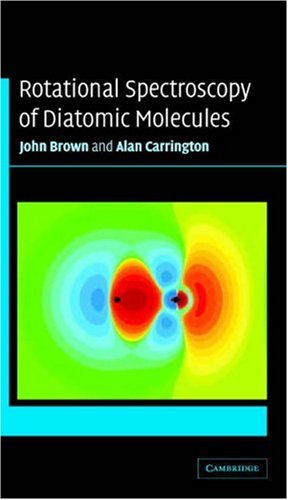 Rotational Spectroscopy
of Diatomic Molecules
John Brown and Alan Carrington
CAMBRIDGE